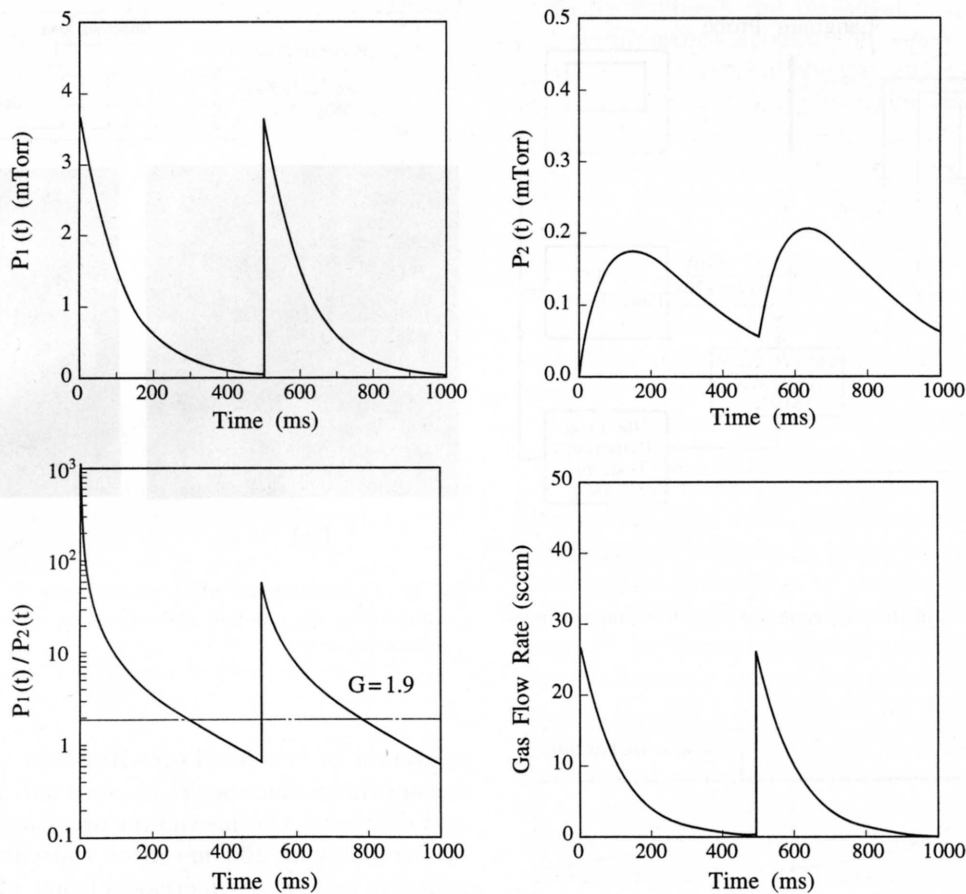 5
4
3
2
1
0
P1 (t) (mTorr)
0 200 400 600 800 1000
Time (ms)
0.5
0.4
0.3
0.2
0.1
0.0
P2 (t) (mTorr)
0 200 400 600 800 1000
Time (ms)
10³
10²
10
1
0.1
P1(t) / P2(t)
G=1.9
0 200 400 600 800 1000
Time (ms)
50
40
30
20
10
0
Gas Flow Rate (sccm)
0 200 400 600 800 1000
Time (ms)